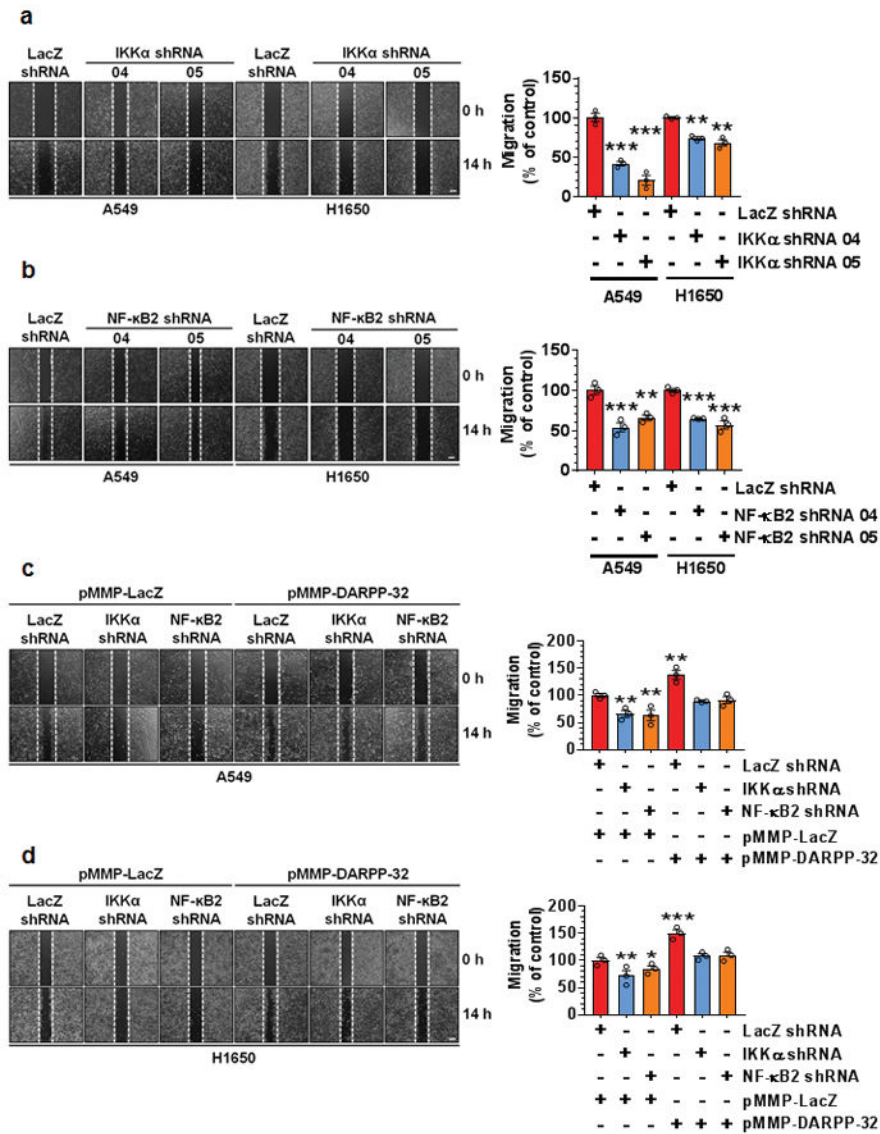 a
LacZ shRNA IKKα shRNA LacZ shRNA IKKα shRNA
04 05 04 05
0 h
14 h
A549 H1650
Migration (% of control)
150
100
50
0
*** *** ** **
+ - - + - - LacZ shRNA
- + - - + - IKKα shRNA 04
- - + - - + IKKα shRNA 05
A549 H1650
b
LacZ shRNA NF-κB2 shRNA LacZ shRNA NF-κB2 shRNA
04 05 04 05
0 h
14 h
A549 H1650
Migration (% of control)
150
100
50
0
*** ** *** ***
+ - - + - - LacZ shRNA
- + - - + - NF-κB2 shRNA 04
- - + - - + NF-κB2 shRNA 05
A549 H1650
c
pMMP-LacZ pMMP-DARPP-32
LacZ shRNA IKKα shRNA NF-κB2 shRNA LacZ shRNA IKKα shRNA NF-κB2 shRNA
0 h
14 h
A549
Migration (% of control)
200
150
100
50
0
** ** **
+ - - + - - LacZ shRNA
- + - - + - IKKα shRNA
- - + - - + NF-κB2 shRNA
+ + + - - - pMMP-LacZ
- - - + + + pMMP-DARPP-32
d
pMMP-LacZ pMMP-DARPP-32
LacZ shRNA IKKα shRNA NF-κB2 shRNA LacZ shRNA IKKα shRNA NF-κB2 shRNA
0 h
14 h
H1650
Migration (% of control)
200
150
100
50
0
** * ***
+ - - + - - LacZ shRNA
- + - - + - IKKα shRNA
- - + - - + NF-κB2 shRNA
+ + + - - - pMMP-LacZ
- - - + + + pMMP-DARPP-32